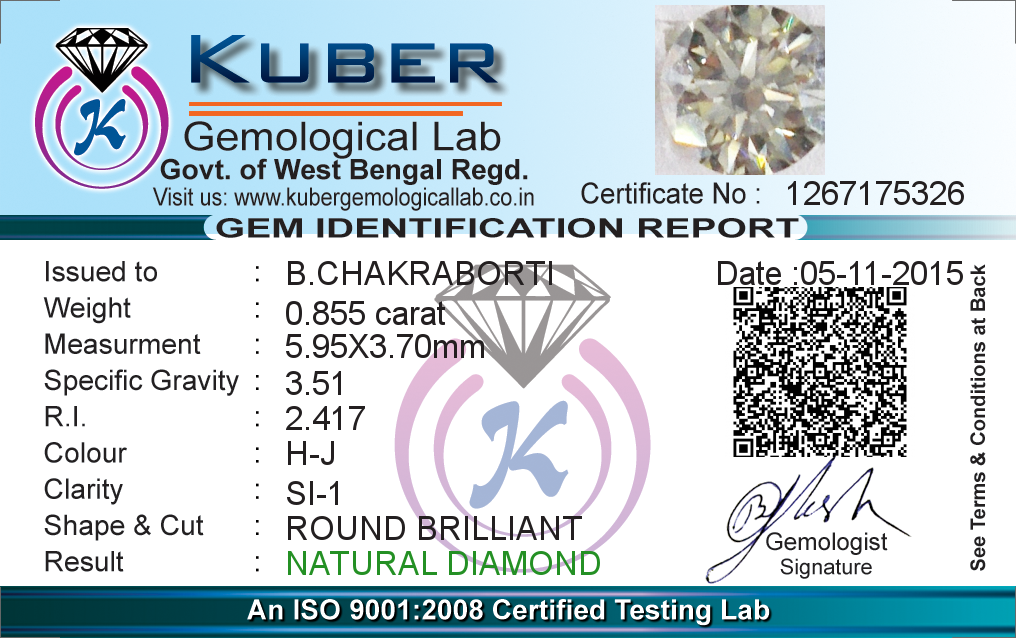 KUBER
Gemological Lab
Govt. of West Bengal Regd.
Visit us: www.kubergemologicallab.co.in
Certificate No : 1267175326
GEM IDENTIFICATION REPORT
Issued to : B.CHAKRABORTI
Date :05-11-2015
Weight : 0.855 carat
Measurment : 5.95X3.70mm
Specific Gravity : 3.51
R.I. : 2.417
Colour : H-J
Clarity : SI-1
Shape & Cut : ROUND BRILLIANT
Result : NATURAL DIAMOND
K
K
Gemologist
Signature
See Terms & Conditions at Back
An ISO 9001:2008 Certified Testing Lab